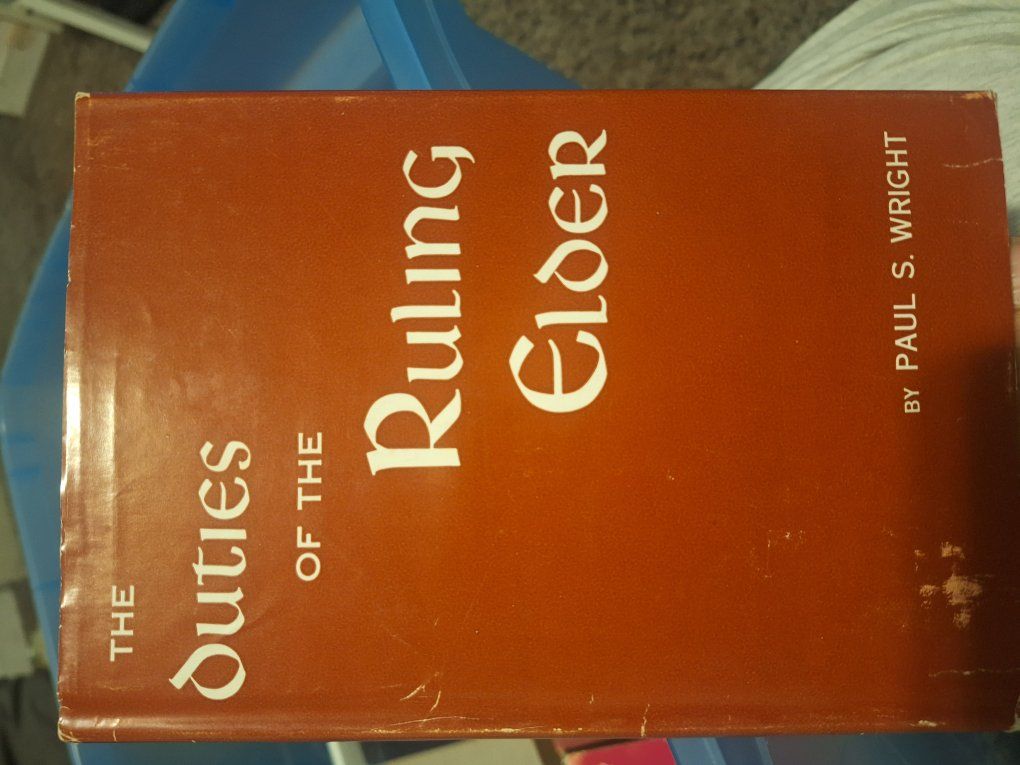 THE
Duties
OF THE
Ruling
Elder
BY PAUL S. WRIGHT